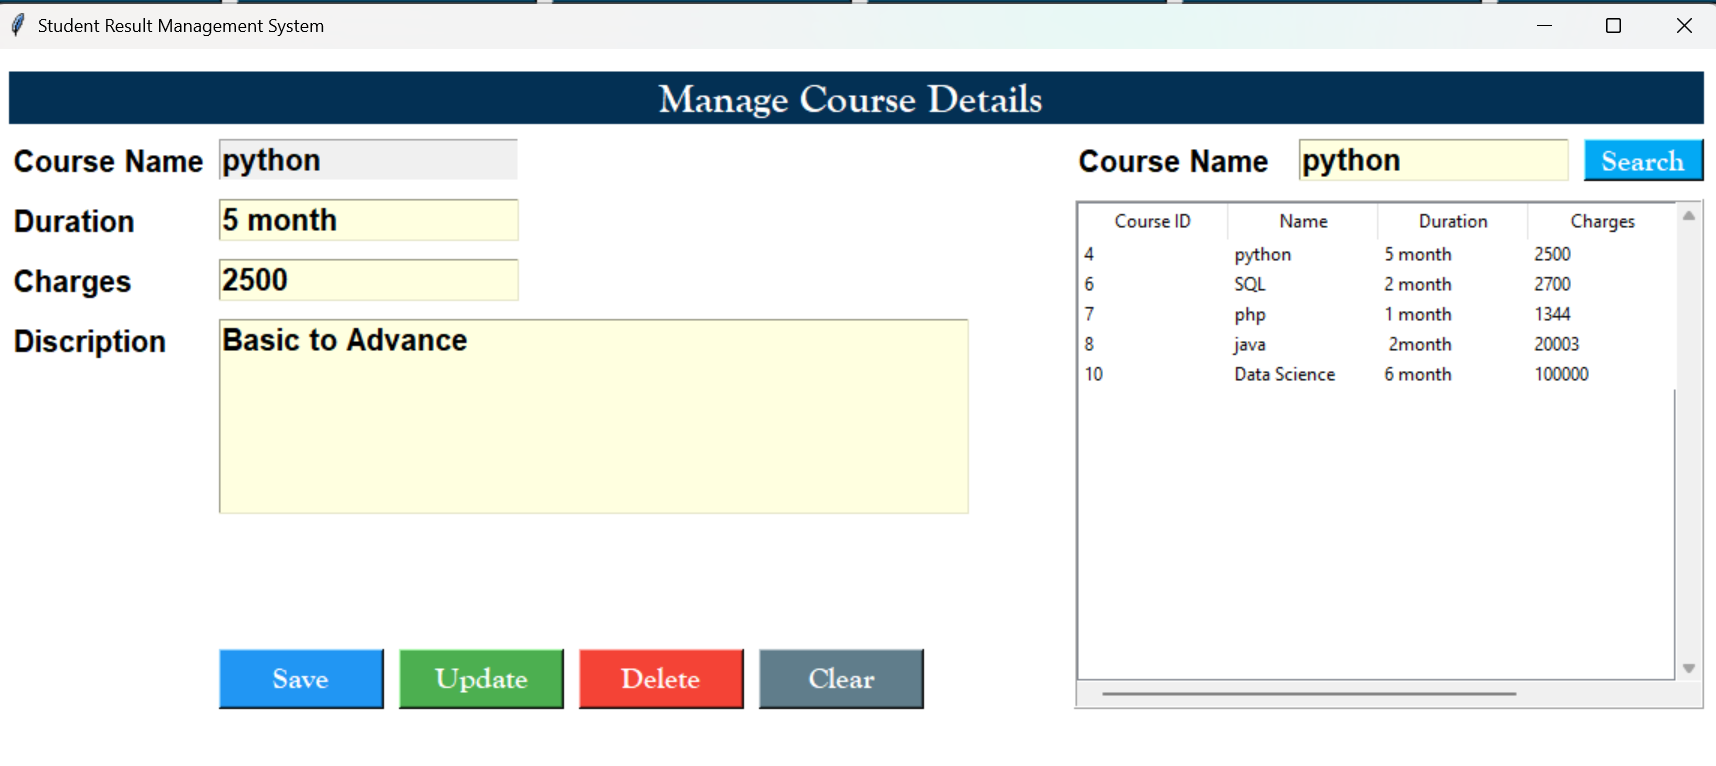 Student Result Management System
Manage Course Details
Course Name python
Duration 5 month
Charges 2500
Discription Basic to Advance
Save Update Delete Clear
Course Name python Search
Course ID Name Duration Charges
4 python 5 month 2500
6 SQL 2 month 2700
7 php 1 month 1344
8 java 2month 20003
10 Data Science 6 month 100000